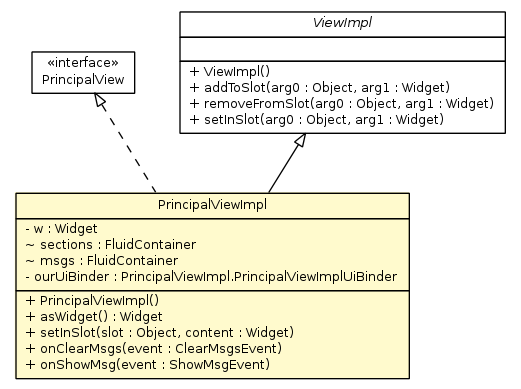 ViewImpl
«interface»
PrincipalView
+ ViewImpl()
+ addToSlot(arg0 : Object, arg1 : Widget)
+ removeFromSlot(arg0 : Object, arg1 : Widget)
+ setInSlot(arg0 : Object, arg1 : Widget)
PrincipalViewImpl
- w : Widget
~ sections : FluidContainer
~ msgs : FluidContainer
- ourUiBinder : PrincipalViewImpl.PrincipalViewImplUiBinder
+ PrincipalViewImpl()
+ asWidget() : Widget
+ setInSlot(slot : Object, content : Widget)
+ onClearMsgs(event : ClearMsgsEvent)
+ onShowMsg(event : ShowMsgEvent)